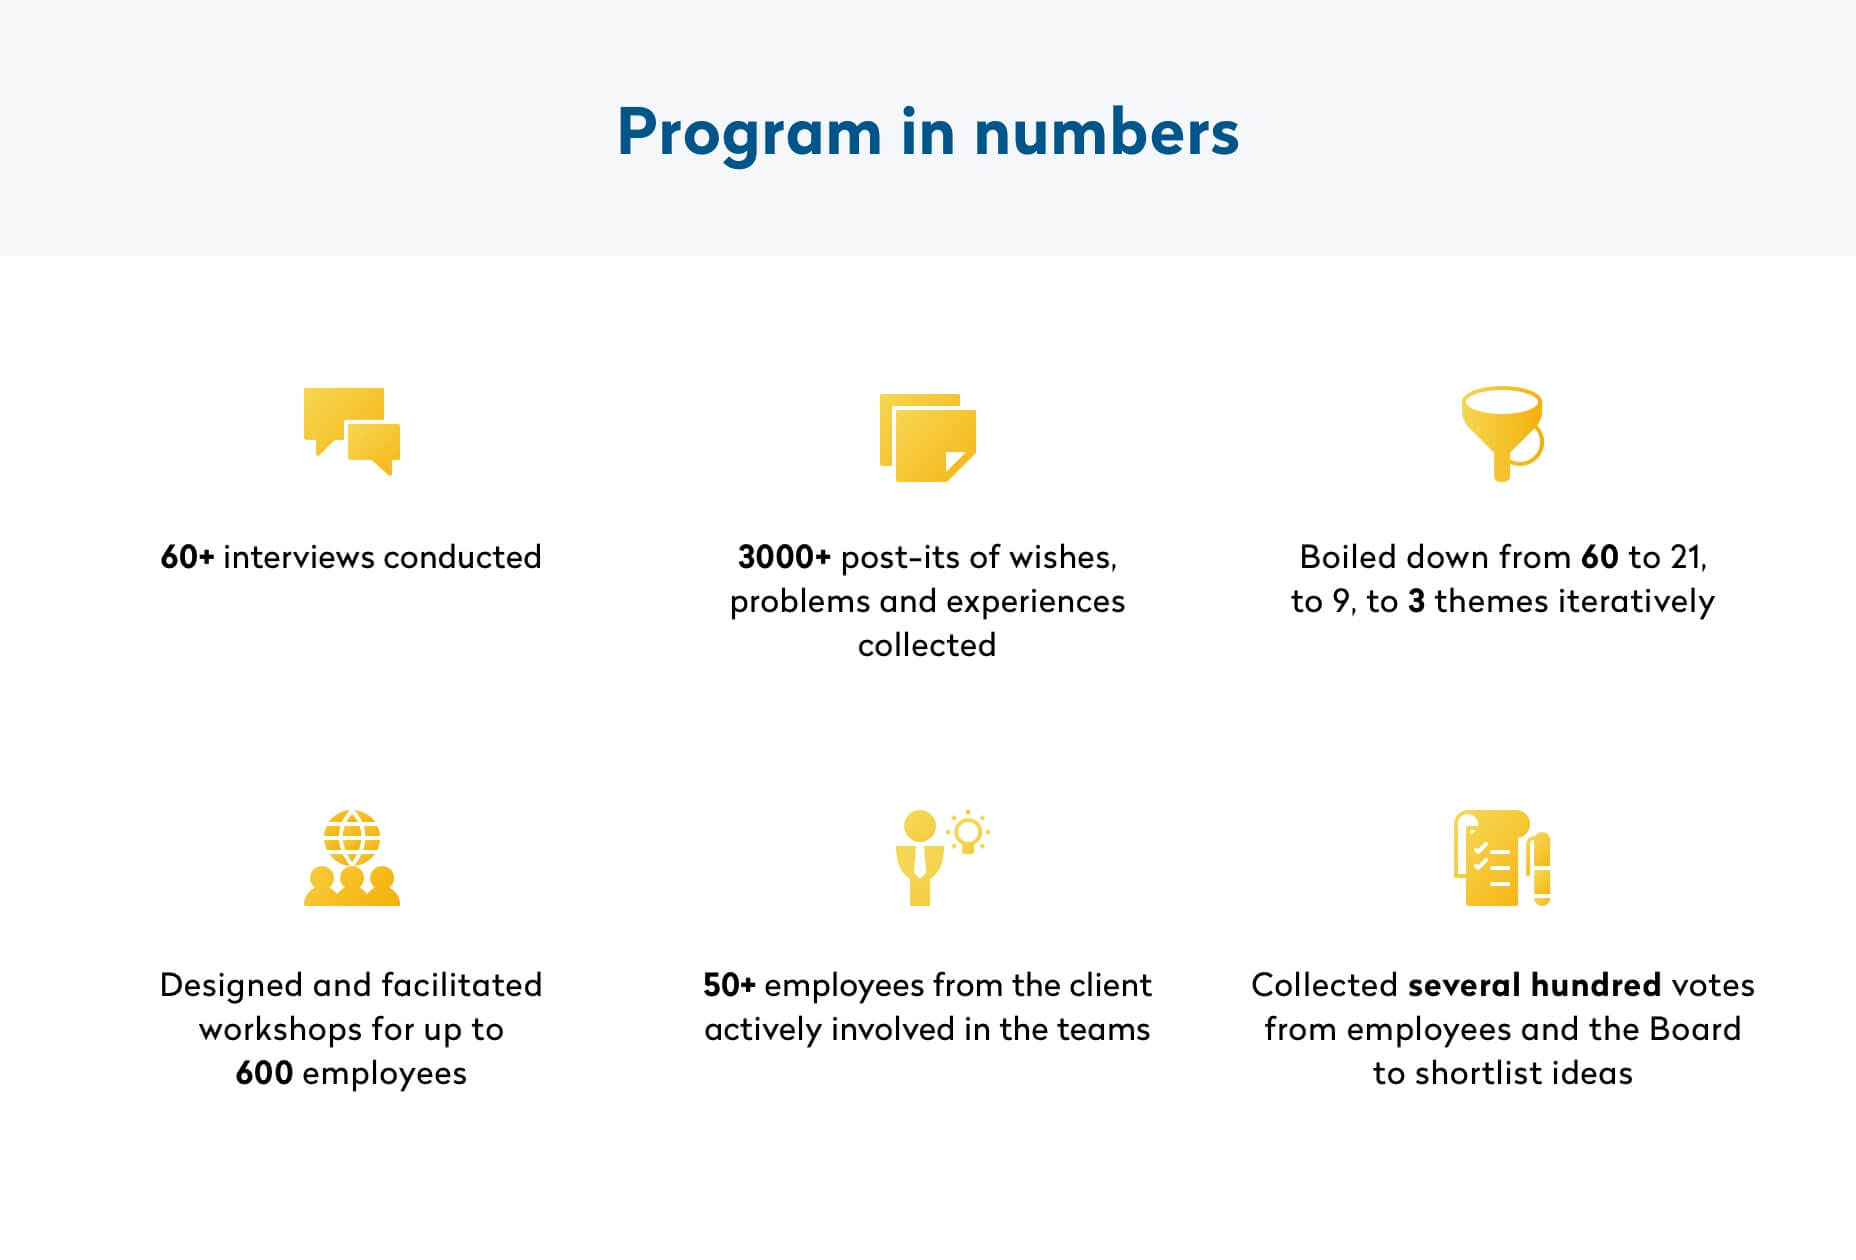 Program in numbers
60+ interviews conducted
3000+ post-its of wishes,
problems and experiences
collected
Boiled down from 60 to 21,
to 9, to 3 themes iteratively
Designed and facilitated
workshops for up to
600 employees
50+ employees from the client
actively involved in the teams
Collected several hundred votes
from employees and the Board
to shortlist ideas